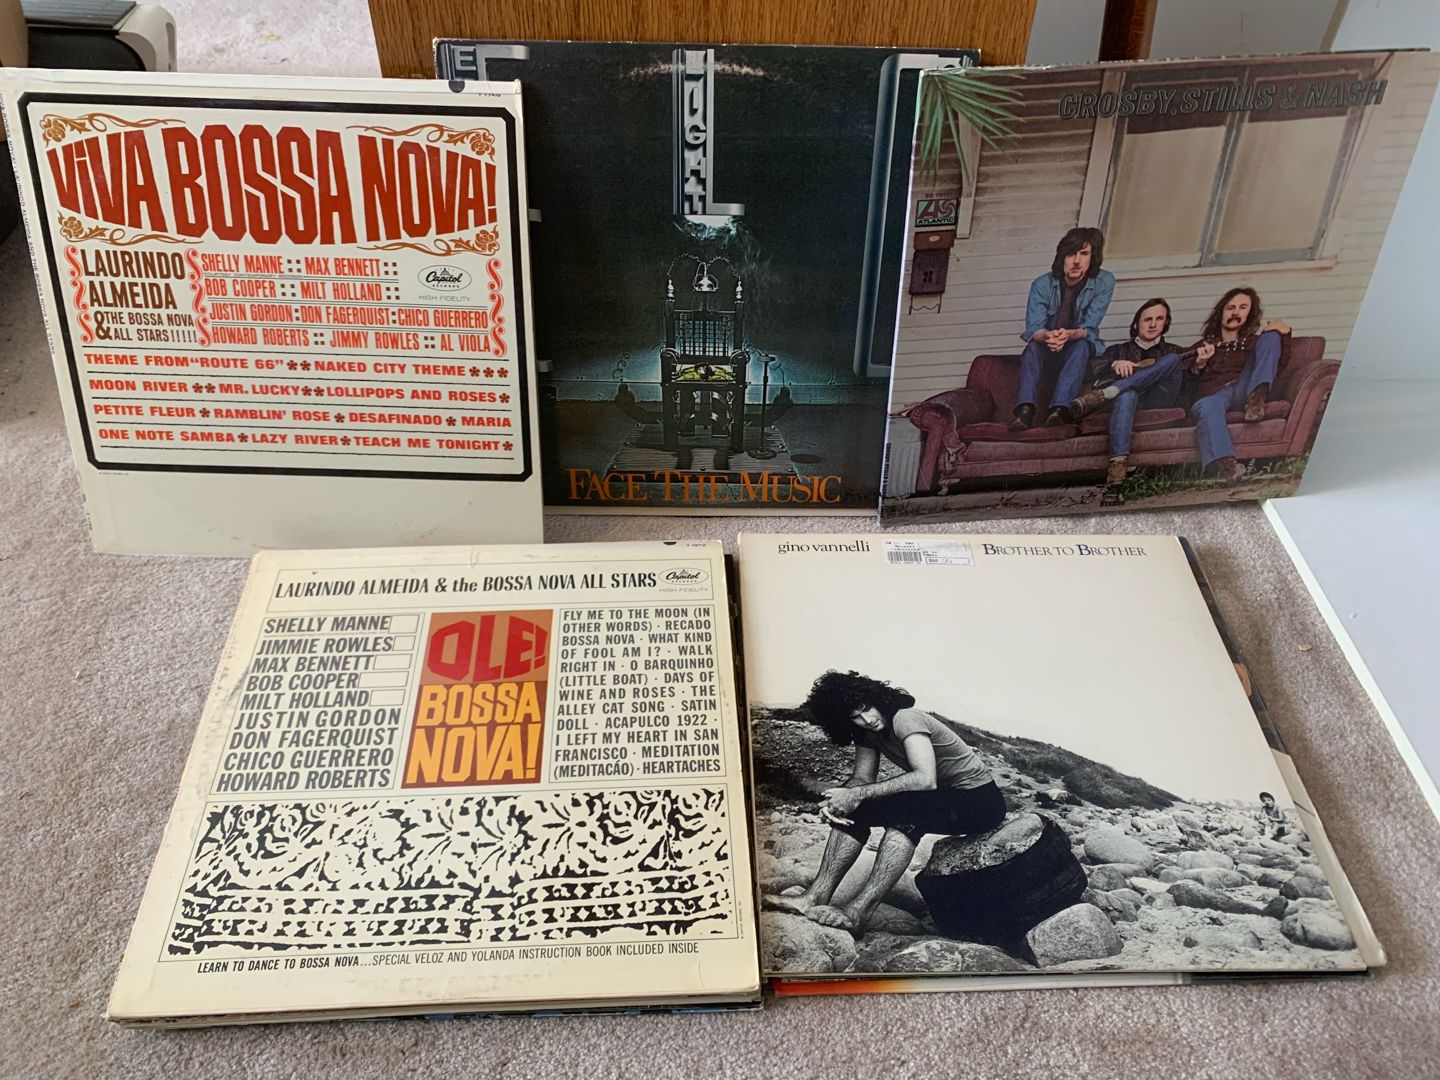 VIVA BOSSA NOVA!
LAURINDO
ALMEIDA
& THE BOSSA NOVA
ALL STARS!!!!!
SHELLY MANNE :: MAX BENNETT ::
COURTESY CONTEMPORARY RECORDS
BOB COOPER :: MILT HOLLAND ::
JUSTIN GORDON : DON FAGERQUIST : CHICO GUERRERO
HOWARD ROBERTS :: JIMMY ROWLES :: AL VIOLA
Capitol
RECORDS
HIGH FIDELITY
THEME FROM "ROUTE 66" ** NAKED CITY THEME ***
MOON RIVER ** MR. LUCKY ** LOLLIPOPS AND ROSES *
PETITE FLEUR * RAMBLIN' ROSE * DESAFINADO * MARIA
ONE NOTE SAMBA * LAZY RIVER * TEACH ME TONIGHT *
E L
LIGHT
FACE THE MUSIC
CROSBY, STILLS & NASH
ATLANTIC
LAURINDO ALMEIDA & the BOSSA NOVA ALL STARS
Capitol
RECORDS
HIGH FIDELITY
SHELLY MANNE
JIMMIE ROWLES
MAX BENNETT
BOB COOPER
MILT HOLLAND
JUSTIN GORDON
DON FAGERQUIST
CHICO GUERRERO
HOWARD ROBERTS
OLE!
BOSSA
NOVA!
FLY ME TO THE MOON (IN
OTHER WORDS) · RECADO
BOSSA NOVA · WHAT KIND
OF FOOL AM I? · WALK
RIGHT IN · O BARQUINHO
(LITTLE BOAT) · DAYS OF
WINE AND ROSES · THE
ALLEY CAT SONG · SATIN
DOLL · ACAPULCO 1922 ·
I LEFT MY HEART IN SAN
FRANCISCO · MEDITATION
(MEDITACÁO) · HEARTACHES
LEARN TO DANCE TO BOSSA NOVA...SPECIAL VELOZ AND YOLANDA INSTRUCTION BOOK INCLUDED INSIDE
gino vannelli
BROTHER TO BROTHER